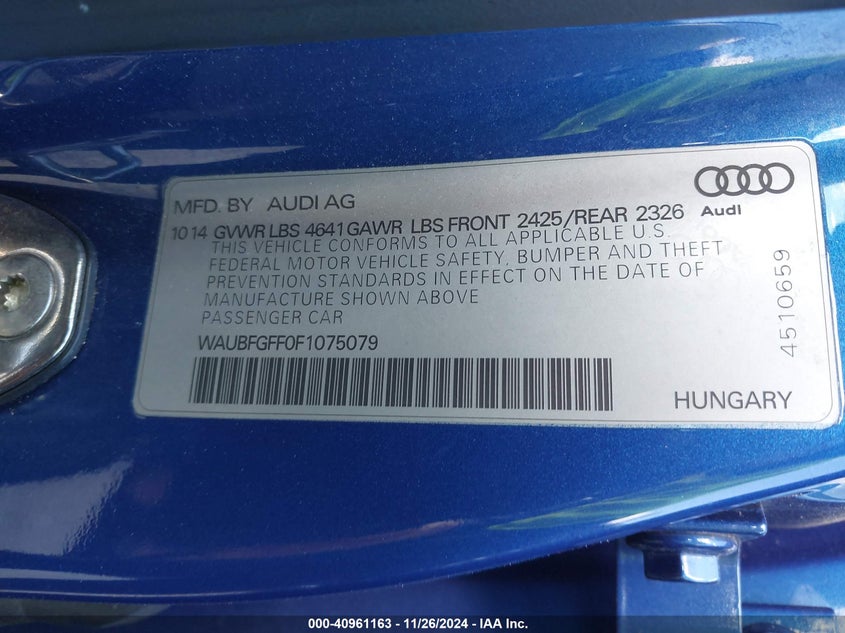 MFD. BY AUDI AG
Audi
10 14 GVWR LBS 4641 GAWR LBS FRONT 2425/REAR 2326
THIS VEHICLE CONFORMS TO ALL APPLICABLE U.S.
FEDERAL MOTOR VEHICLE SAFETY, BUMPER AND THEFT
PREVENTION STANDARDS IN EFFECT ON THE DATE OF
MANUFACTURE SHOWN ABOVE
PASSENGER CAR
WAUBFGFF0F1075079
HUNGARY
4510659
000-40961163 - 11/26/2024 - IAA Inc.